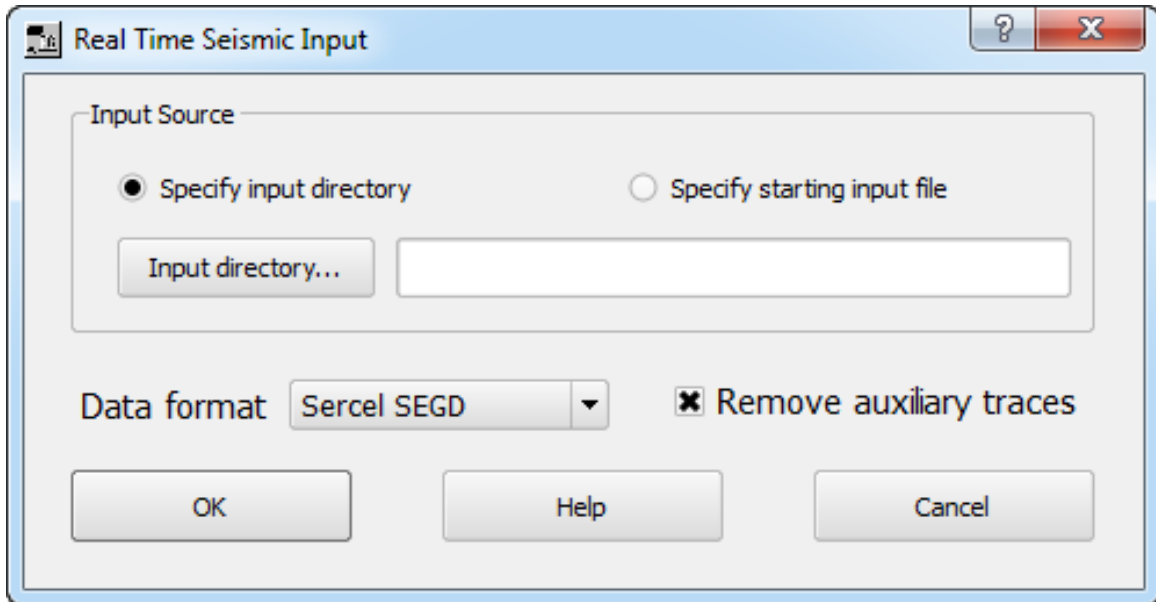 Real Time Seismic Input
Input Source
Specify input directory Specify starting input file
Input directory...
Data format Sercel SEGD Remove auxiliary traces
OK Help Cancel